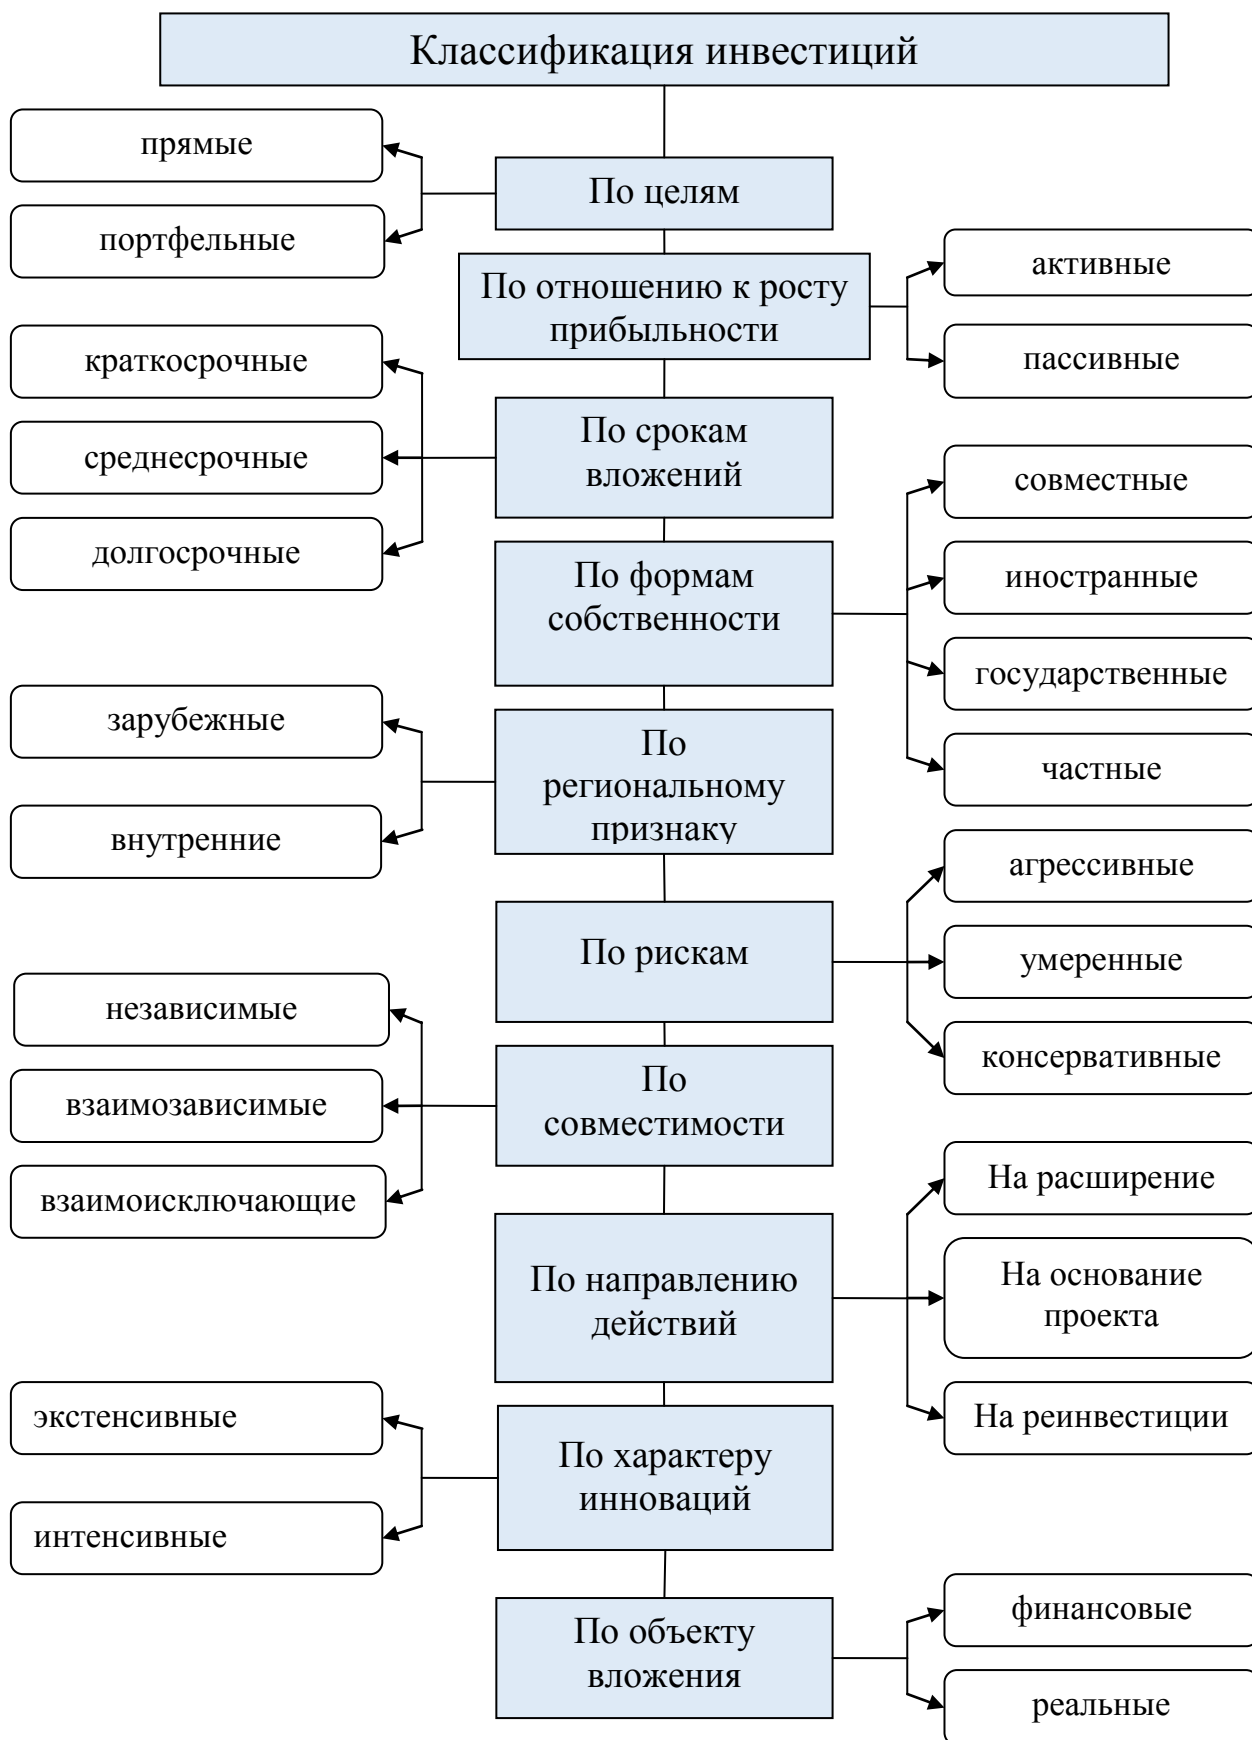 Классификация инвестиций
По целям
прямые
портфельные
По отношению к росту
прибыльности
активные
пассивные
По срокам
вложений
краткосрочные
среднесрочные
долгосрочные
По формам
собственности
совместные
иностранные
государственные
частные
По
региональному
признаку
зарубежные
внутренние
По рискам
агрессивные
умеренные
консервативные
По
совместимости
независимые
взаимозависимые
взаимоисключающие
По направлению
действий
На расширение
На основание
проекта
На реинвестиции
По характеру
инноваций
экстенсивные
интенсивные
По объекту
вложения
финансовые
реальные